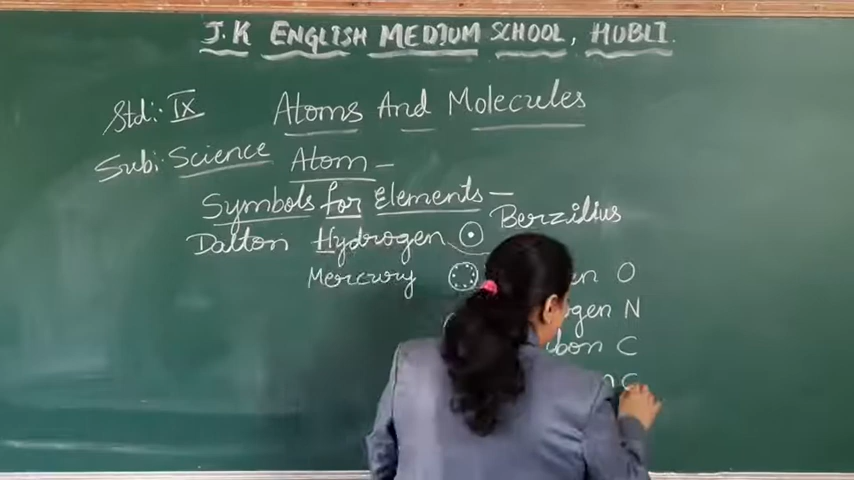 J.K ENGLISH MEDIUM SCHOOL, HUBLI
Std:. IX Atoms And Molecules
Sub:. Science Atom –
Symbols for Elements –
Dalton Hydrogen Berzilius
Mercury O
N
C